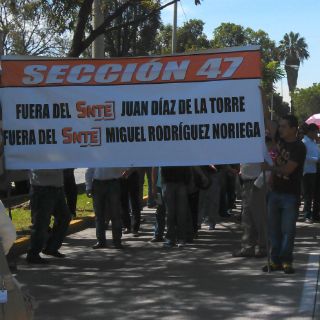 SECCIÓN 47
FUERA DEL SNTE JUAN DÍAZ DE LA TORRE
FUERA DEL SNTE MIGUEL RODRÍGUEZ NORIEGA